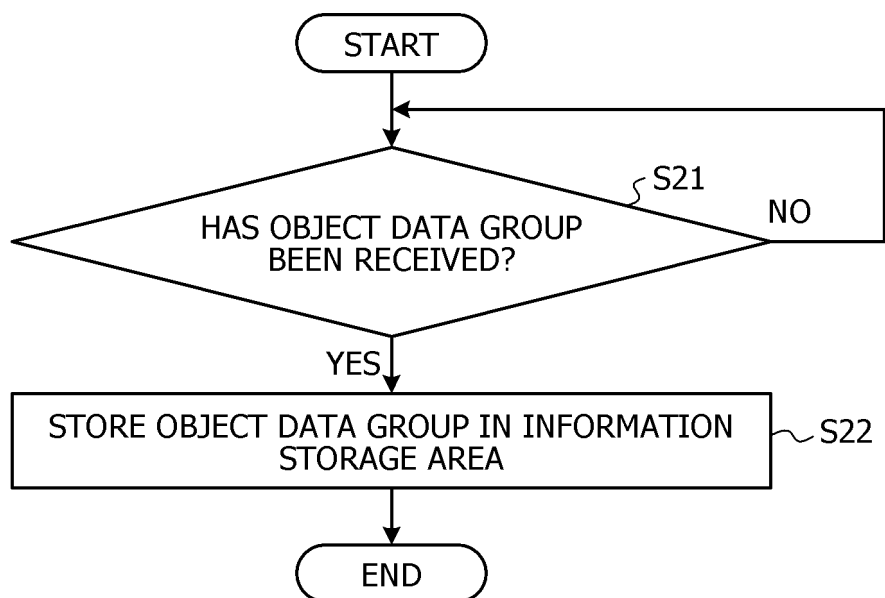 START
S21
HAS OBJECT DATA GROUP
BEEN RECEIVED?
NO
YES
STORE OBJECT DATA GROUP IN INFORMATION
STORAGE AREA
S22
END